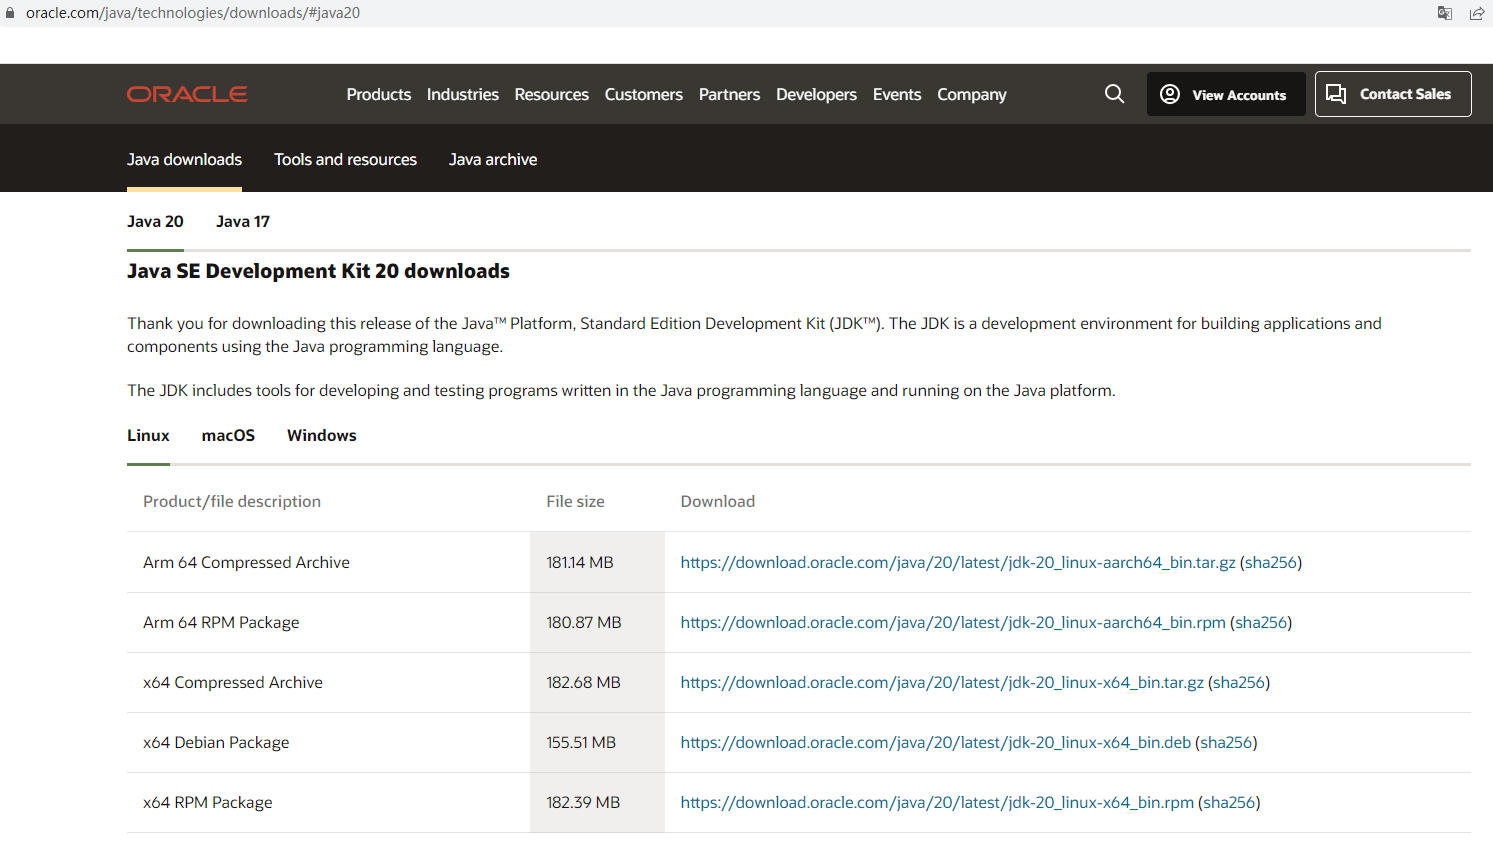 oracle.com/java/technologies/downloads/#java20
ORACLE Products Industries Resources Customers Partners Developers Events Company View Accounts Contact Sales
Java downloads Tools and resources Java archive
Java 20 Java 17
Java SE Development Kit 20 downloads
Thank you for downloading this release of the Java™ Platform, Standard Edition Development Kit (JDK™). The JDK is a development environment for building applications and
components using the Java programming language.
The JDK includes tools for developing and testing programs written in the Java programming language and running on the Java platform.
Linux macOS Windows
Product/file description File size Download
Arm 64 Compressed Archive 181.14 MB https://download.oracle.com/java/20/latest/jdk-20_linux-aarch64_bin.tar.gz (sha256)
Arm 64 RPM Package 180.87 MB https://download.oracle.com/java/20/latest/jdk-20_linux-aarch64_bin.rpm (sha256)
x64 Compressed Archive 182.68 MB https://download.oracle.com/java/20/latest/jdk-20_linux-x64_bin.tar.gz (sha256)
x64 Debian Package 155.51 MB https://download.oracle.com/java/20/latest/jdk-20_linux-x64_bin.deb (sha256)
x64 RPM Package 182.39 MB https://download.oracle.com/java/20/latest/jdk-20_linux-x64_bin.rpm (sha256)